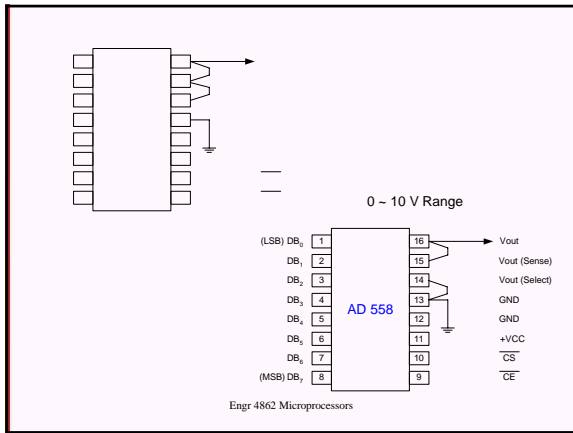 0 ~ 10 V Range
(LSB) DB₀ 1 16 Vout
DB₁ 2 15 Vout (Sense)
DB₂ 3 14 Vout (Select)
DB₃ 4 13 GND
AD 558
DB₄ 5 12 GND
DB₅ 6 11 +VCC
DB₆ 7 10 C̅S̅
(MSB) DB₇ 8 9 C̅E̅
Engr 4862 Microprocessors